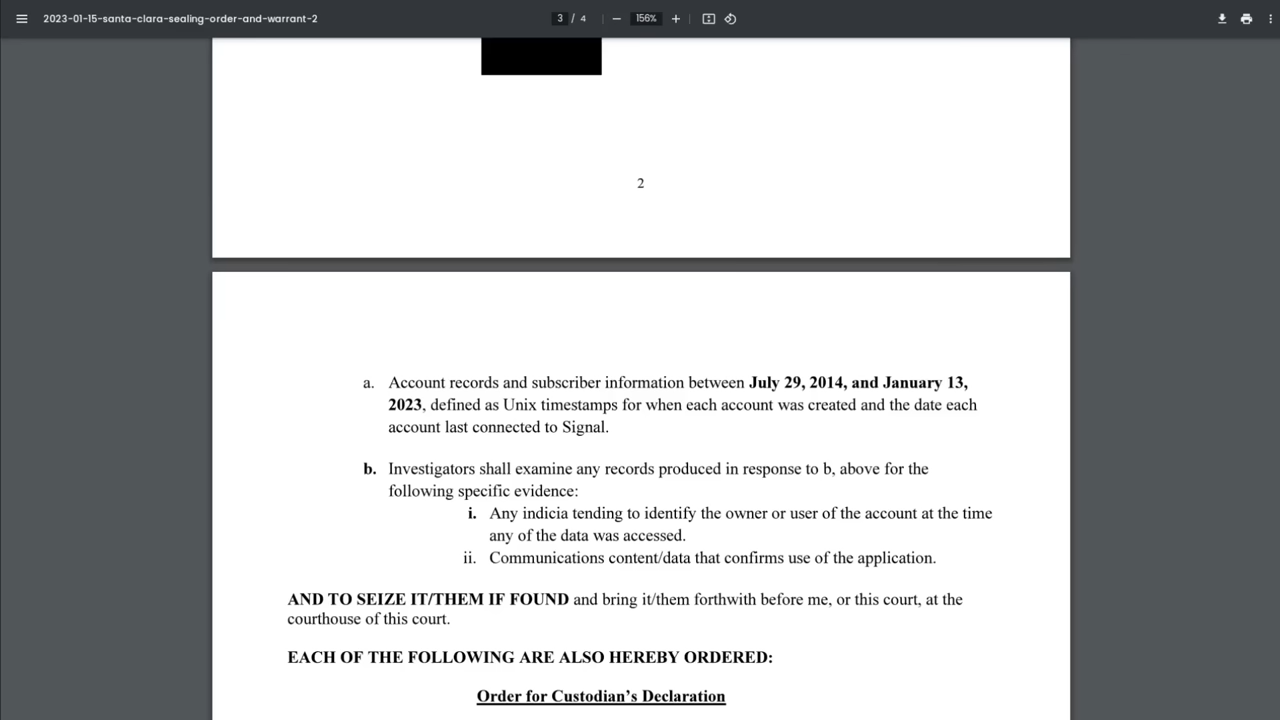 2023-01-15-santa-clara-sealing-order-and-warrant-2
3 / 4
156%
2
a. Account records and subscriber information between July 29, 2014, and January 13,
2023, defined as Unix timestamps for when each account was created and the date each
account last connected to Signal.
b. Investigators shall examine any records produced in response to b, above for the
following specific evidence:
i. Any indicia tending to identify the owner or user of the account at the time
any of the data was accessed.
ii. Communications content/data that confirms use of the application.
AND TO SEIZE IT/THEM IF FOUND and bring it/them forthwith before me, or this court, at the
courthouse of this court.
EACH OF THE FOLLOWING ARE ALSO HEREBY ORDERED:
Order for Custodian’s Declaration